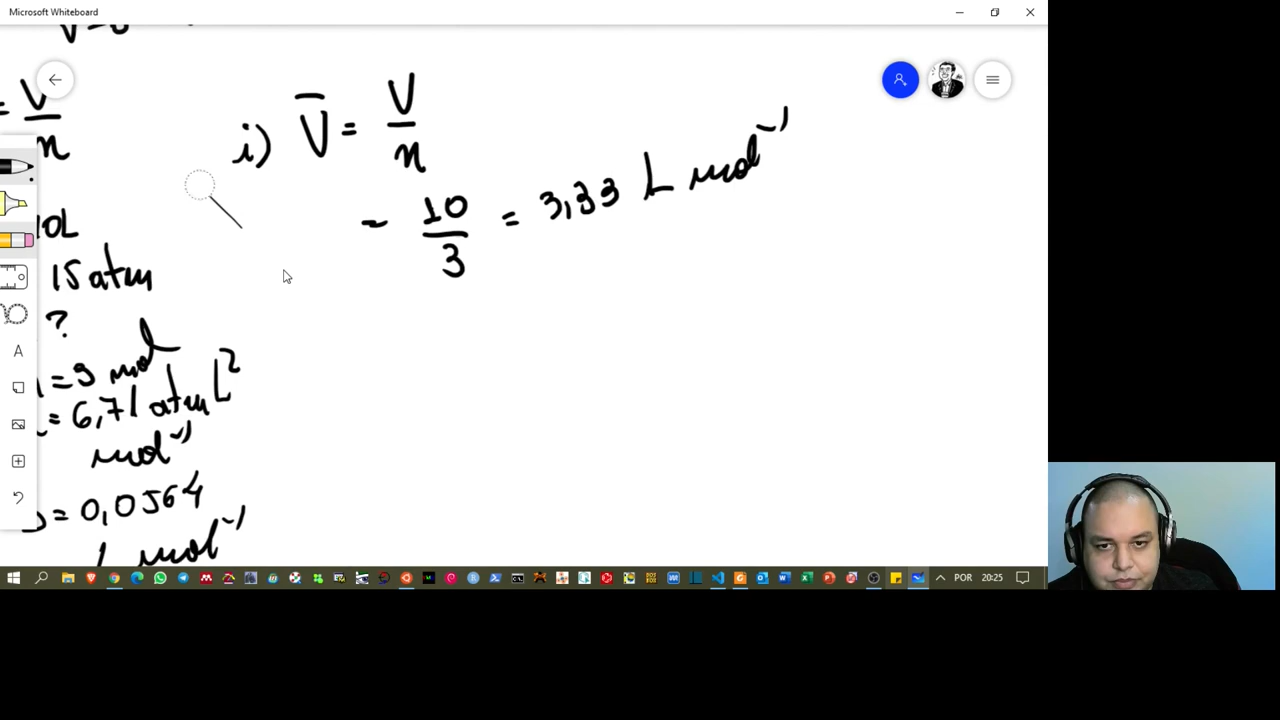 Microsoft Whiteboard
= V/n
10L
15 atm
?
= 3 mol
= 6,71 atm L²
mol⁻¹
= 0,0564
L mol⁻¹
i) V̅ = V/n
= 10/3 = 3,33 L mol⁻¹
POR 20:25